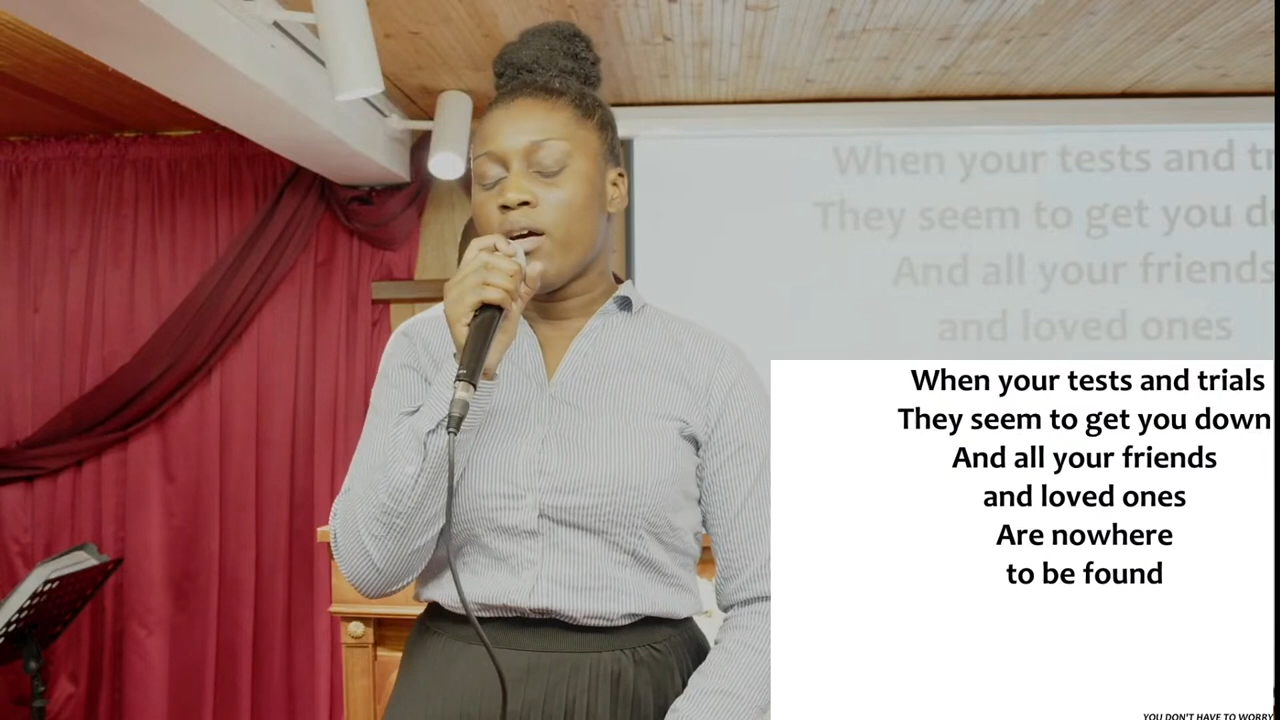 When your tests and tr
They seem to get you d
And all your friends
and loved ones
When your tests and trials
They seem to get you down
And all your friends
and loved ones
Are nowhere
to be found
YOU DON'T HAVE TO WORRY